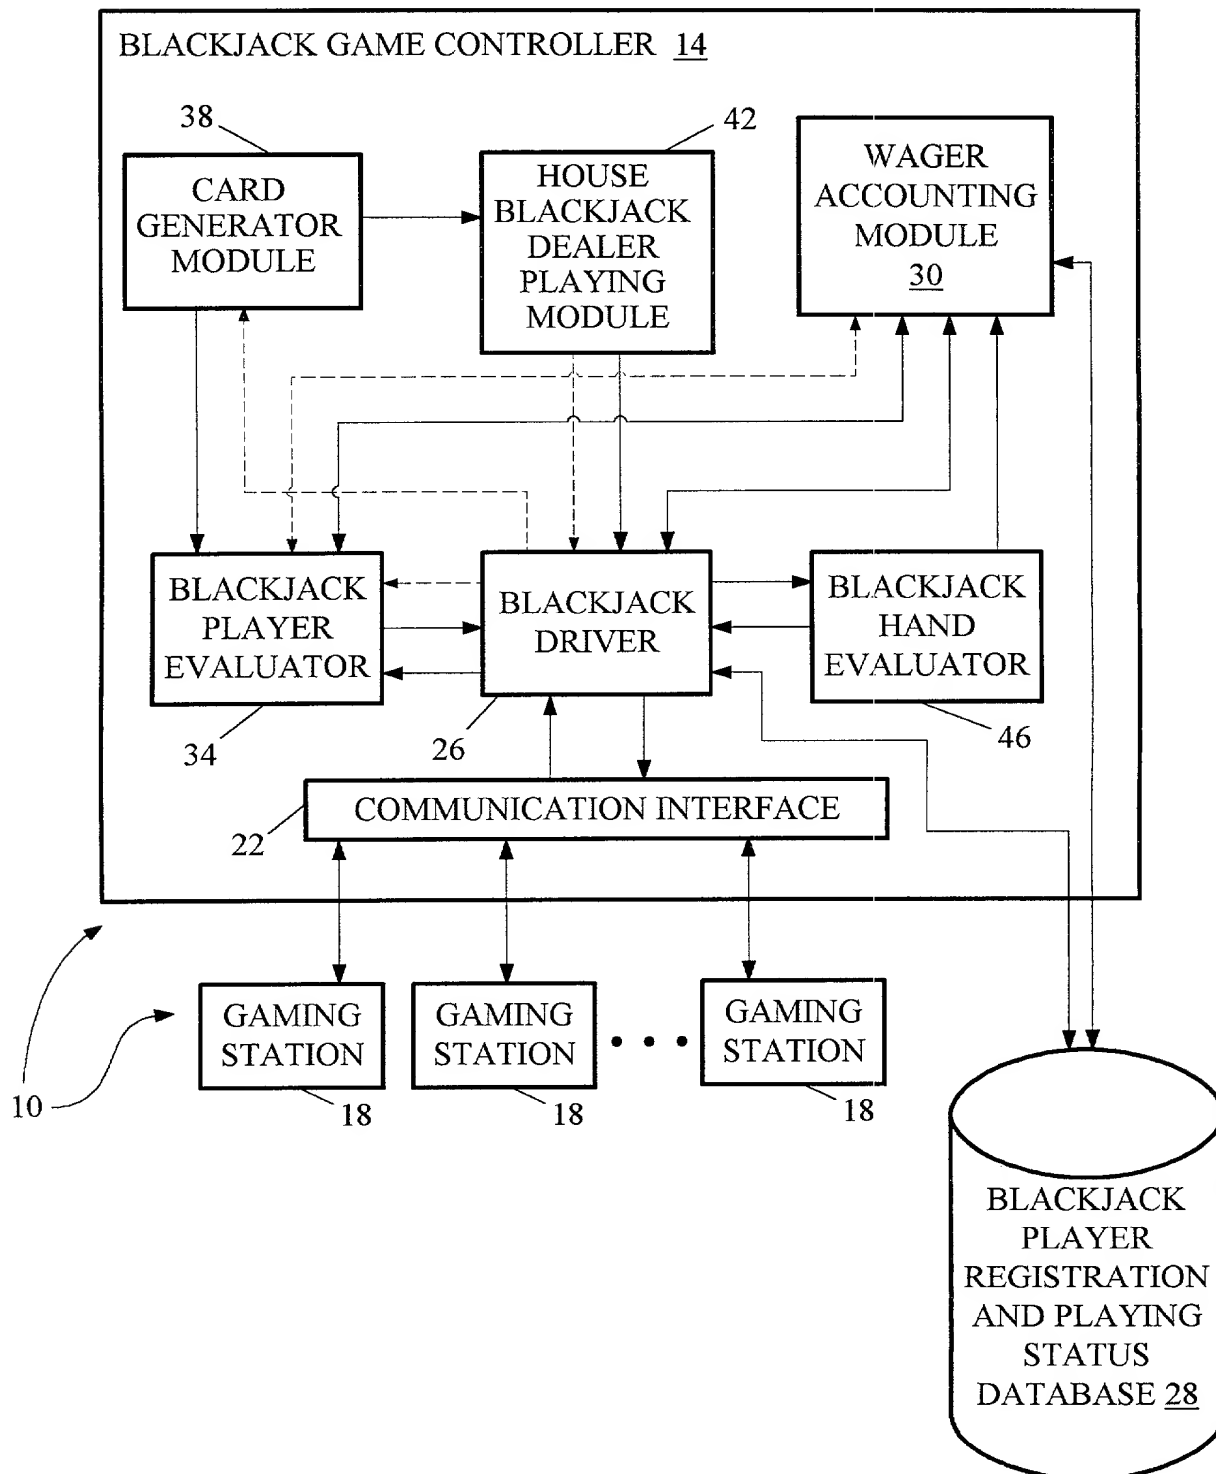 BLACKJACK GAME CONTROLLER 14
38
42
CARD
GENERATOR
MODULE
HOUSE
BLACKJACK
DEALER
PLAYING
MODULE
WAGER
ACCOUNTING
MODULE
30
BLACKJACK
PLAYER
EVALUATOR
BLACKJACK
DRIVER
BLACKJACK
HAND
EVALUATOR
34
26
46
COMMUNICATION INTERFACE
22
GAMING
STATION
GAMING
STATION
GAMING
STATION
10
18
18
18
BLACKJACK
PLAYER
REGISTRATION
AND PLAYING
STATUS
DATABASE 28